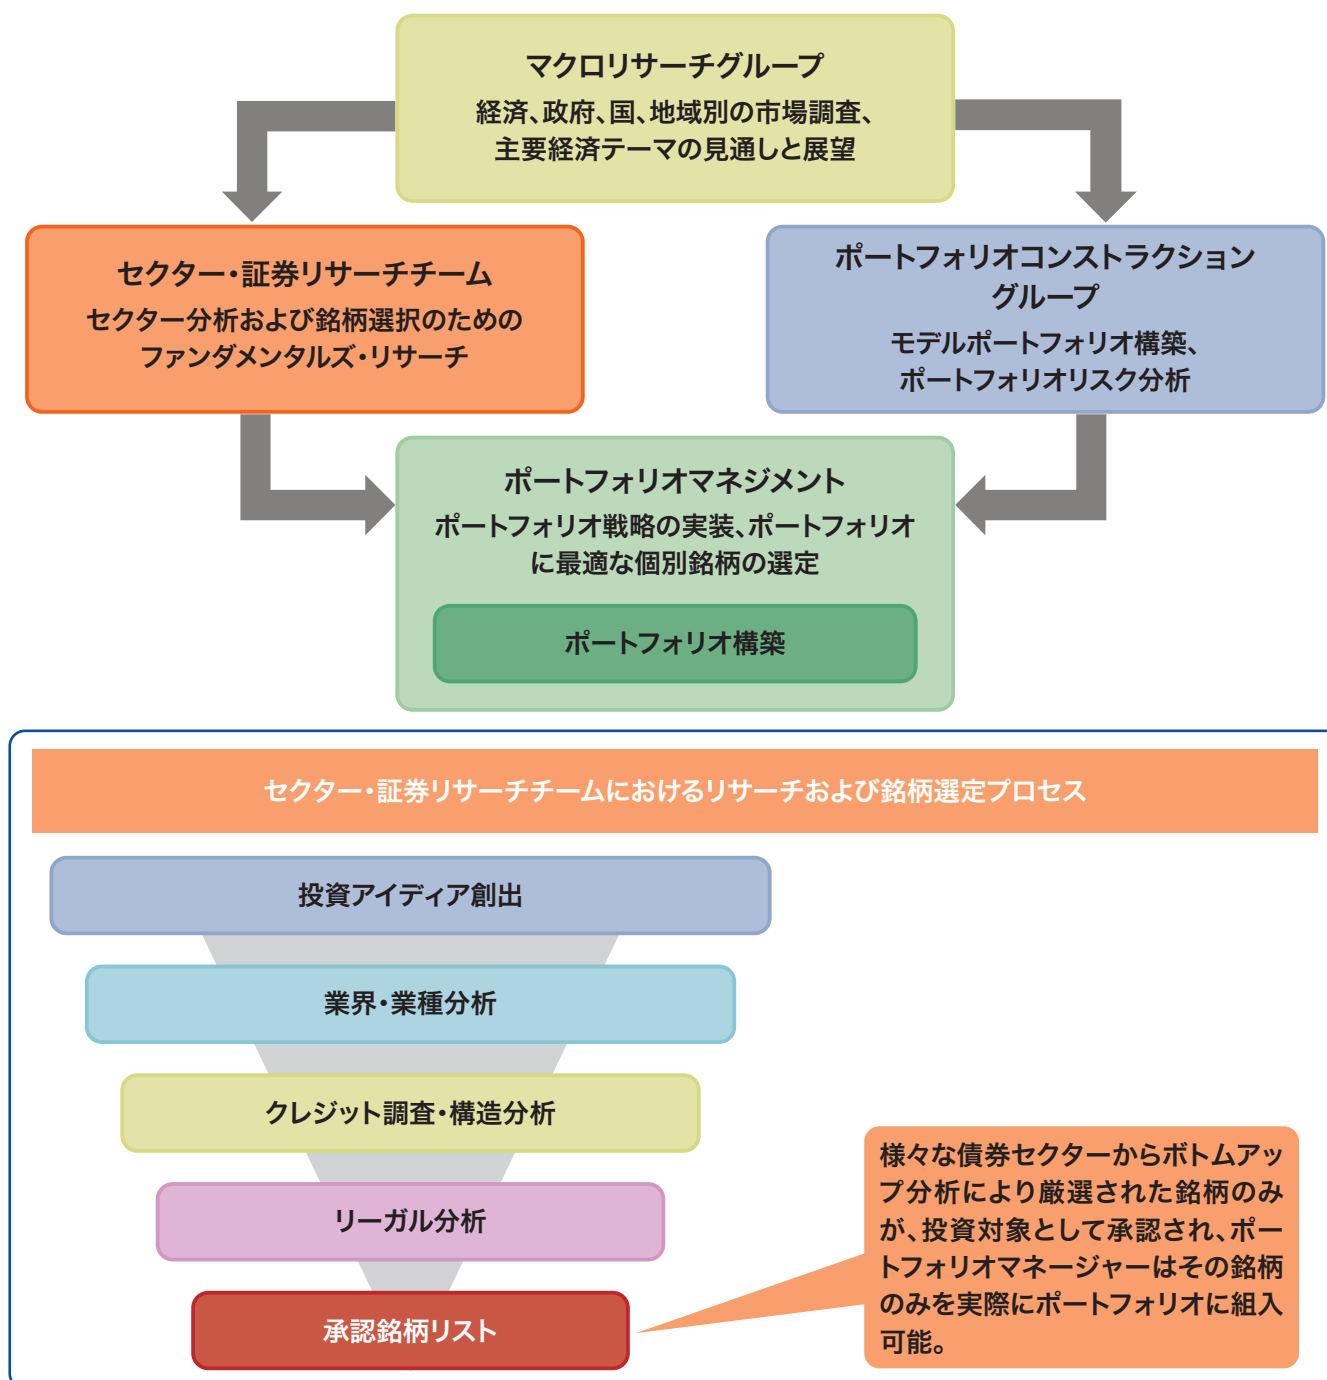 マクロリサーチグループ
経済、政府、国、地域別の市場調査、
主要経済テーマの見通しと展望
セクター・証券リサーチチーム
セクター分析および銘柄選択のための
ファンダメンタルズ・リサーチ
ポートフォリオコンストラクション
グループ
モデルポートフォリオ構築、
ポートフォリオリスク分析
ポートフォリオマネジメント
ポートフォリオ戦略の実装、ポートフォリオ
に最適な個別銘柄の選定
ポートフォリオ構築
セクター・証券リサーチチームにおけるリサーチおよび銘柄選定プロセス
投資アイディア創出
業界・業種分析
クレジット調査・構造分析
リーガル分析
承認銘柄リスト
様々な債券セクターからボトムアッ
プ分析により厳選された銘柄のみ
が、投資対象として承認され、ポー
トフォリオマネージャーはその銘柄
のみを実際にポートフォリオに組入
可能。